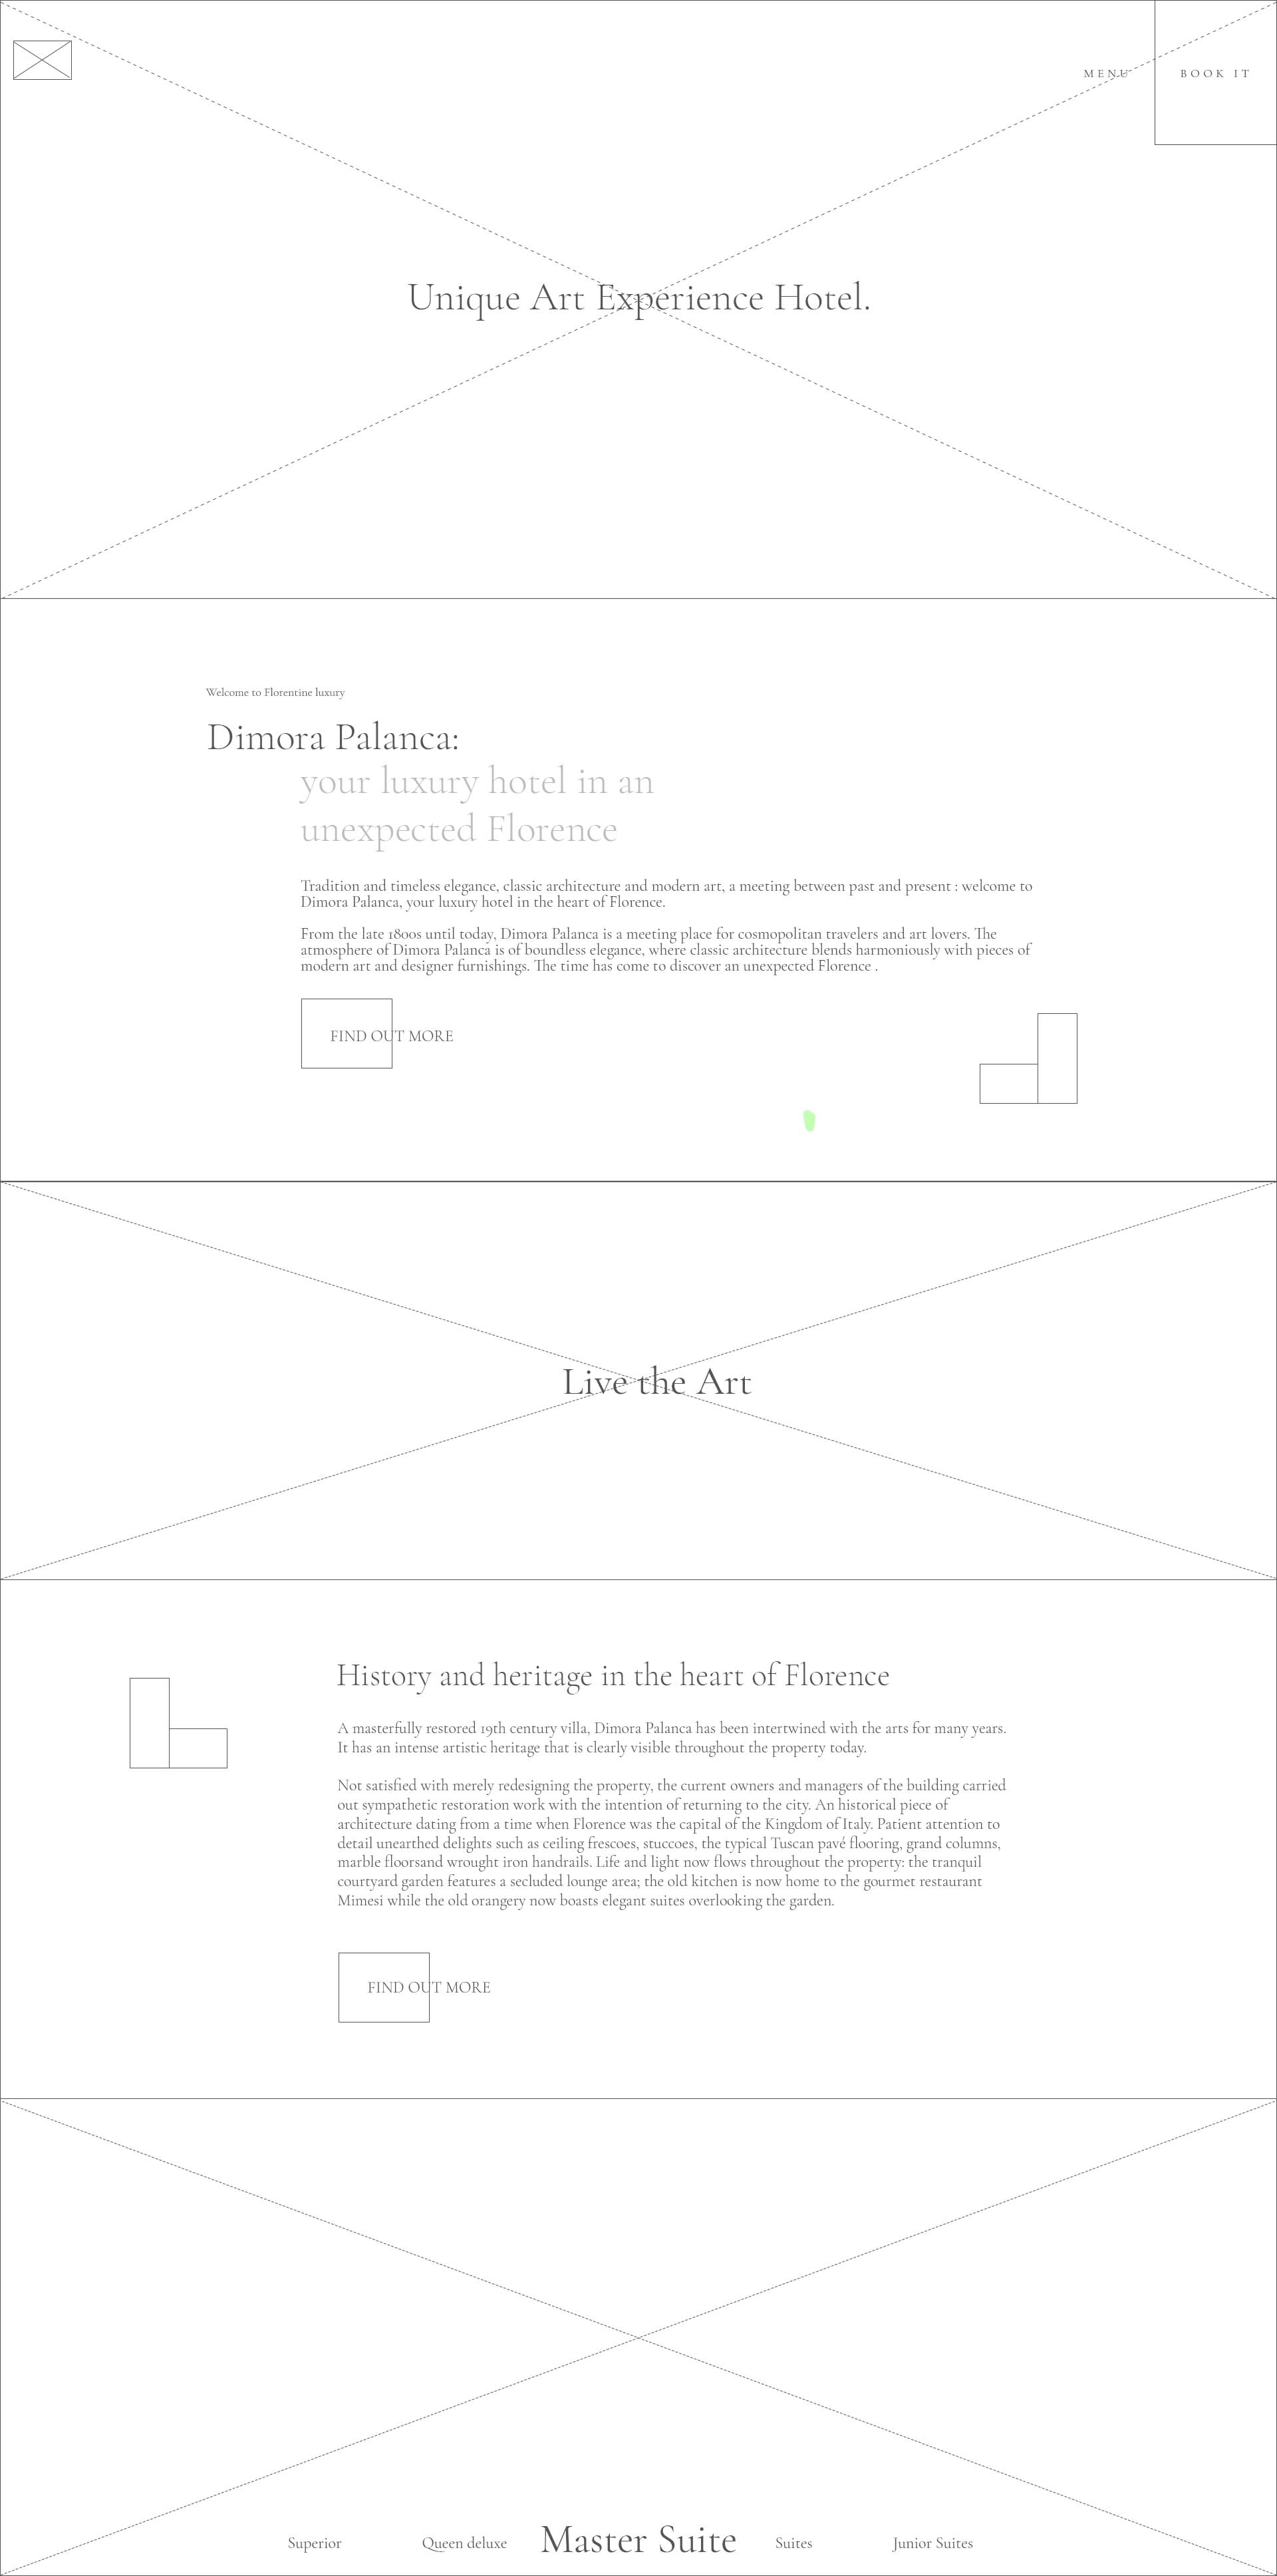 MENU
BOOK IT
Unique Art Experience Hotel.
Welcome to Florentine luxury
Dimora Palanca:
your luxury hotel in an
unexpected Florence
Tradition and timeless elegance, classic architecture and modern art, a meeting between past and present : welcome to
Dimora Palanca, your luxury hotel in the heart of Florence.
From the late 1800s until today, Dimora Palanca is a meeting place for cosmopolitan travelers and art lovers. The
atmosphere of Dimora Palanca is of boundless elegance, where classic architecture blends harmoniously with pieces of
modern art and designer furnishings. The time has come to discover an unexpected Florence .
FIND OUT MORE
Live the Art
History and heritage in the heart of Florence
A masterfully restored 19th century villa, Dimora Palanca has been intertwined with the arts for many years.
It has an intense artistic heritage that is clearly visible throughout the property today.
Not satisfied with merely redesigning the property, the current owners and managers of the building carried
out sympathetic restoration work with the intention of returning to the city. An historical piece of
architecture dating from a time when Florence was the capital of the Kingdom of Italy. Patient attention to
detail unearthed delights such as ceiling frescoes, stuccoes, the typical Tuscan pavé flooring, grand columns,
marble floorsand wrought iron handrails. Life and light now flows throughout the property: the tranquil
courtyard garden features a secluded lounge area; the old kitchen is now home to the gourmet restaurant
Mimesi while the old orangery now boasts elegant suites overlooking the garden.
FIND OUT MORE
Superior
Queen deluxe
Master Suite
Suites
Junior Suites